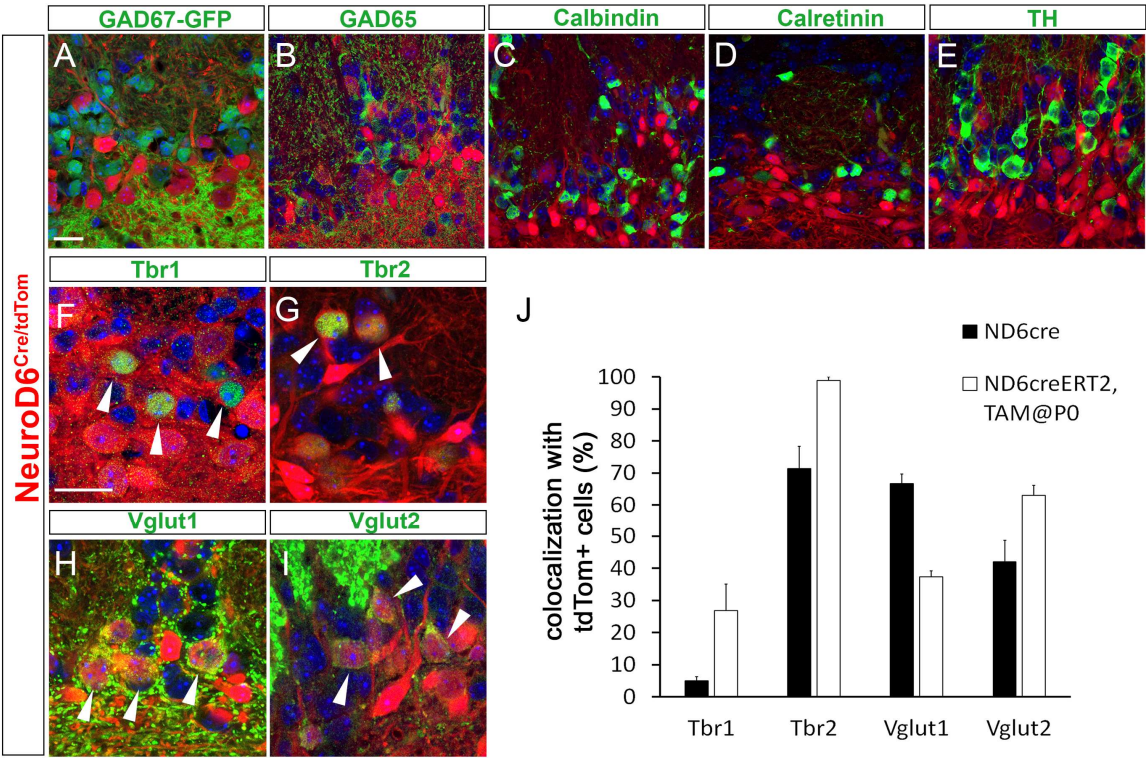 GAD67-GFP
GAD65
Calbindin
Calretinin
TH
A
B
C
D
E
NeuroD6Cre/tdTom
Tbr1
Tbr2
F
G
Vglut1
Vglut2
H
I
J
ND6cre
ND6creERT2,
TAM@P0
colocalization with
tdTom+ cells (%)
100
90
80
70
60
50
40
30
20
10
0
Tbr1
Tbr2
Vglut1
Vglut2